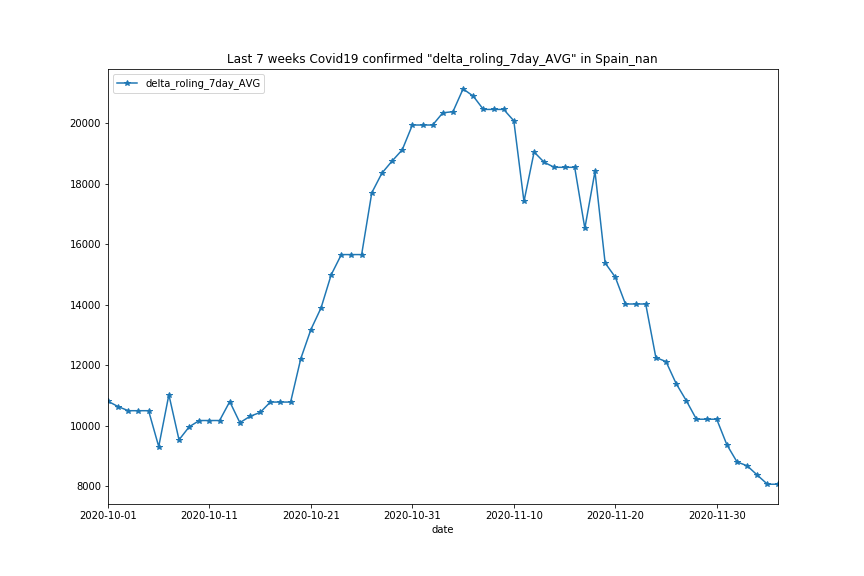 Last 7 weeks Covid19 confirmed "delta_roling_7day_AVG" in Spain_nan
delta_roling_7day_AVG
20000
18000
16000
14000
12000
10000
8000
2020-10-01 2020-10-11 2020-10-21 2020-10-31 2020-11-10 2020-11-20 2020-11-30
date